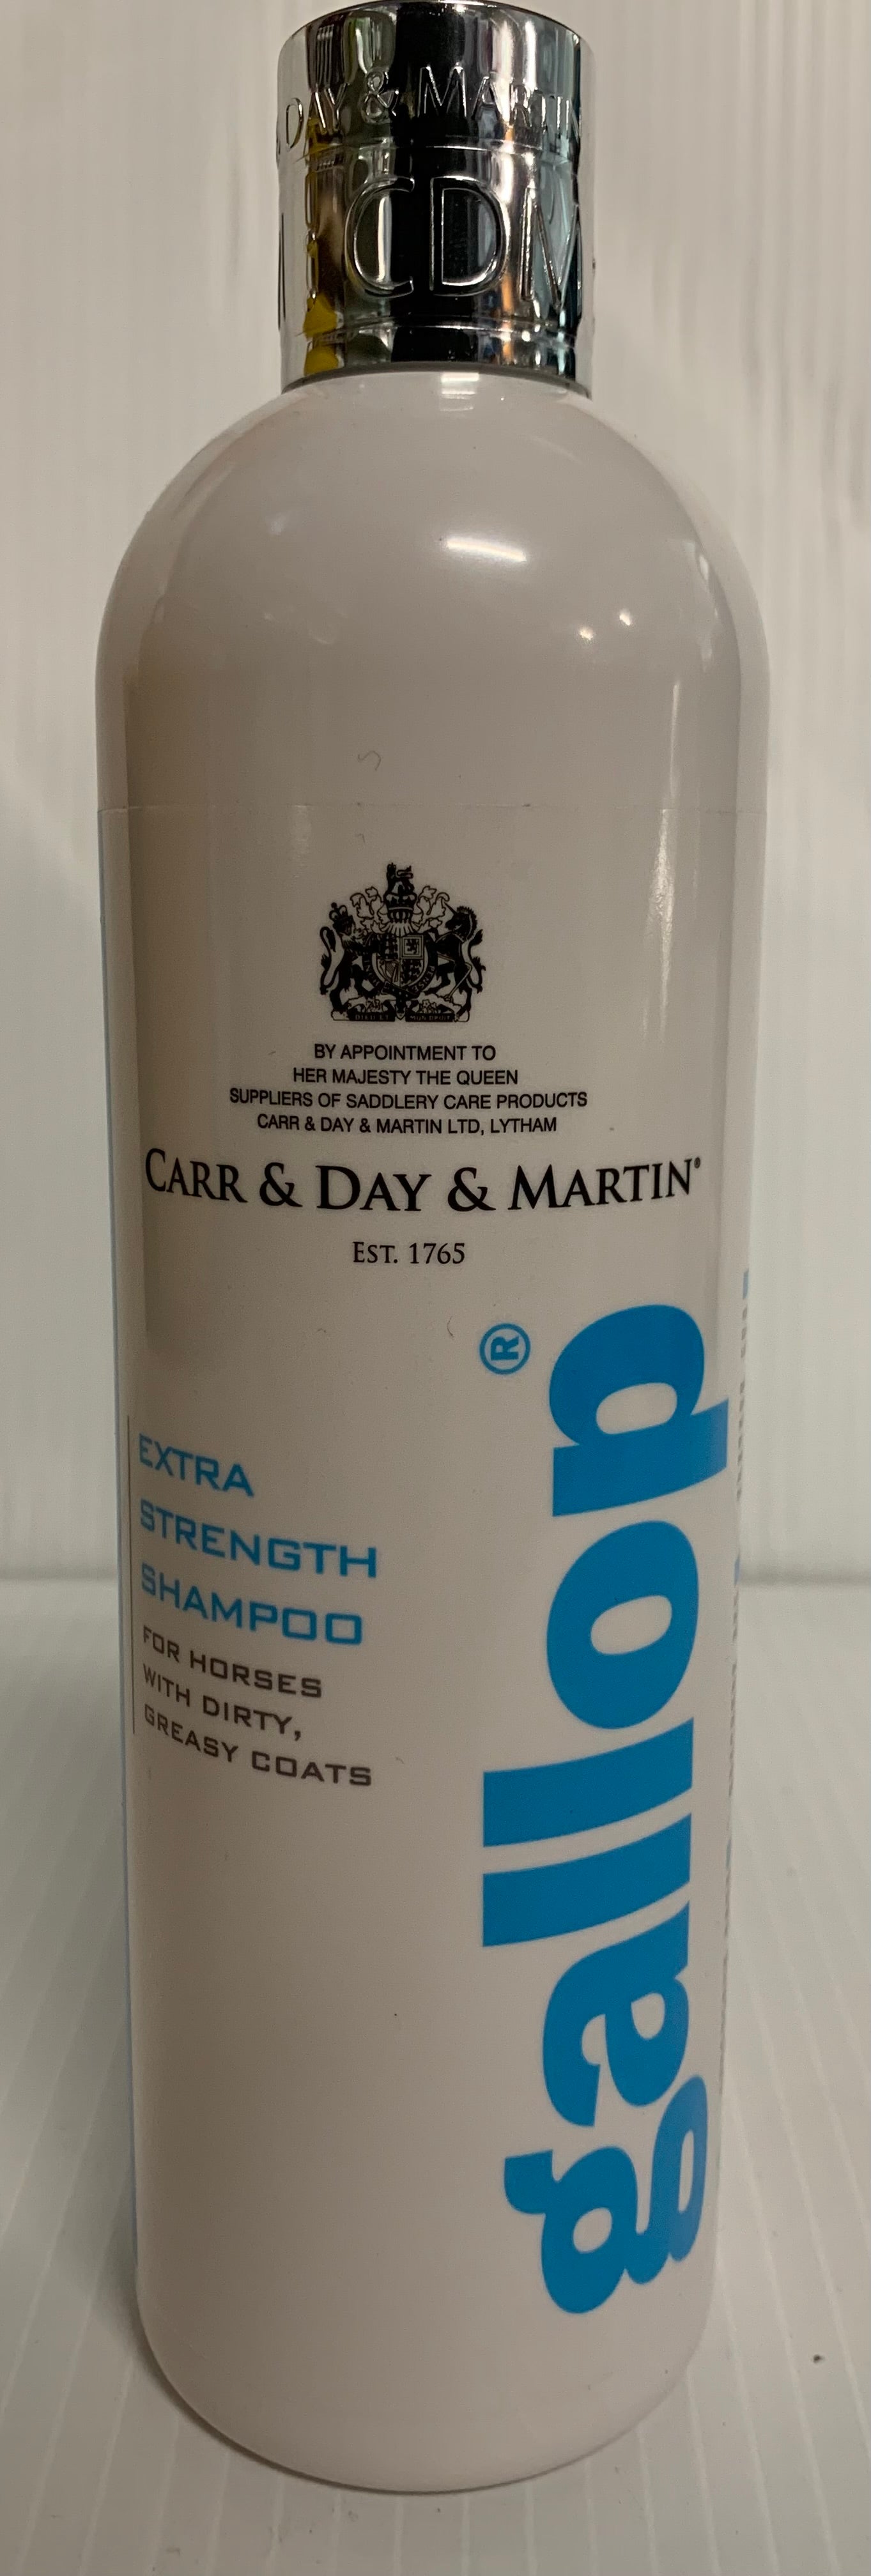 DAY & MARTIN
CDM
BY APPOINTMENT TO
HER MAJESTY THE QUEEN
SUPPLIERS OF SADDLERY CARE PRODUCTS
CARR & DAY & MARTIN LTD, LYTHAM
CARR & DAY & MARTIN®
EST. 1765
gallop®
EXTRA
STRENGTH
SHAMPOO
FOR HORSES
WITH DIRTY,
GREASY COATS